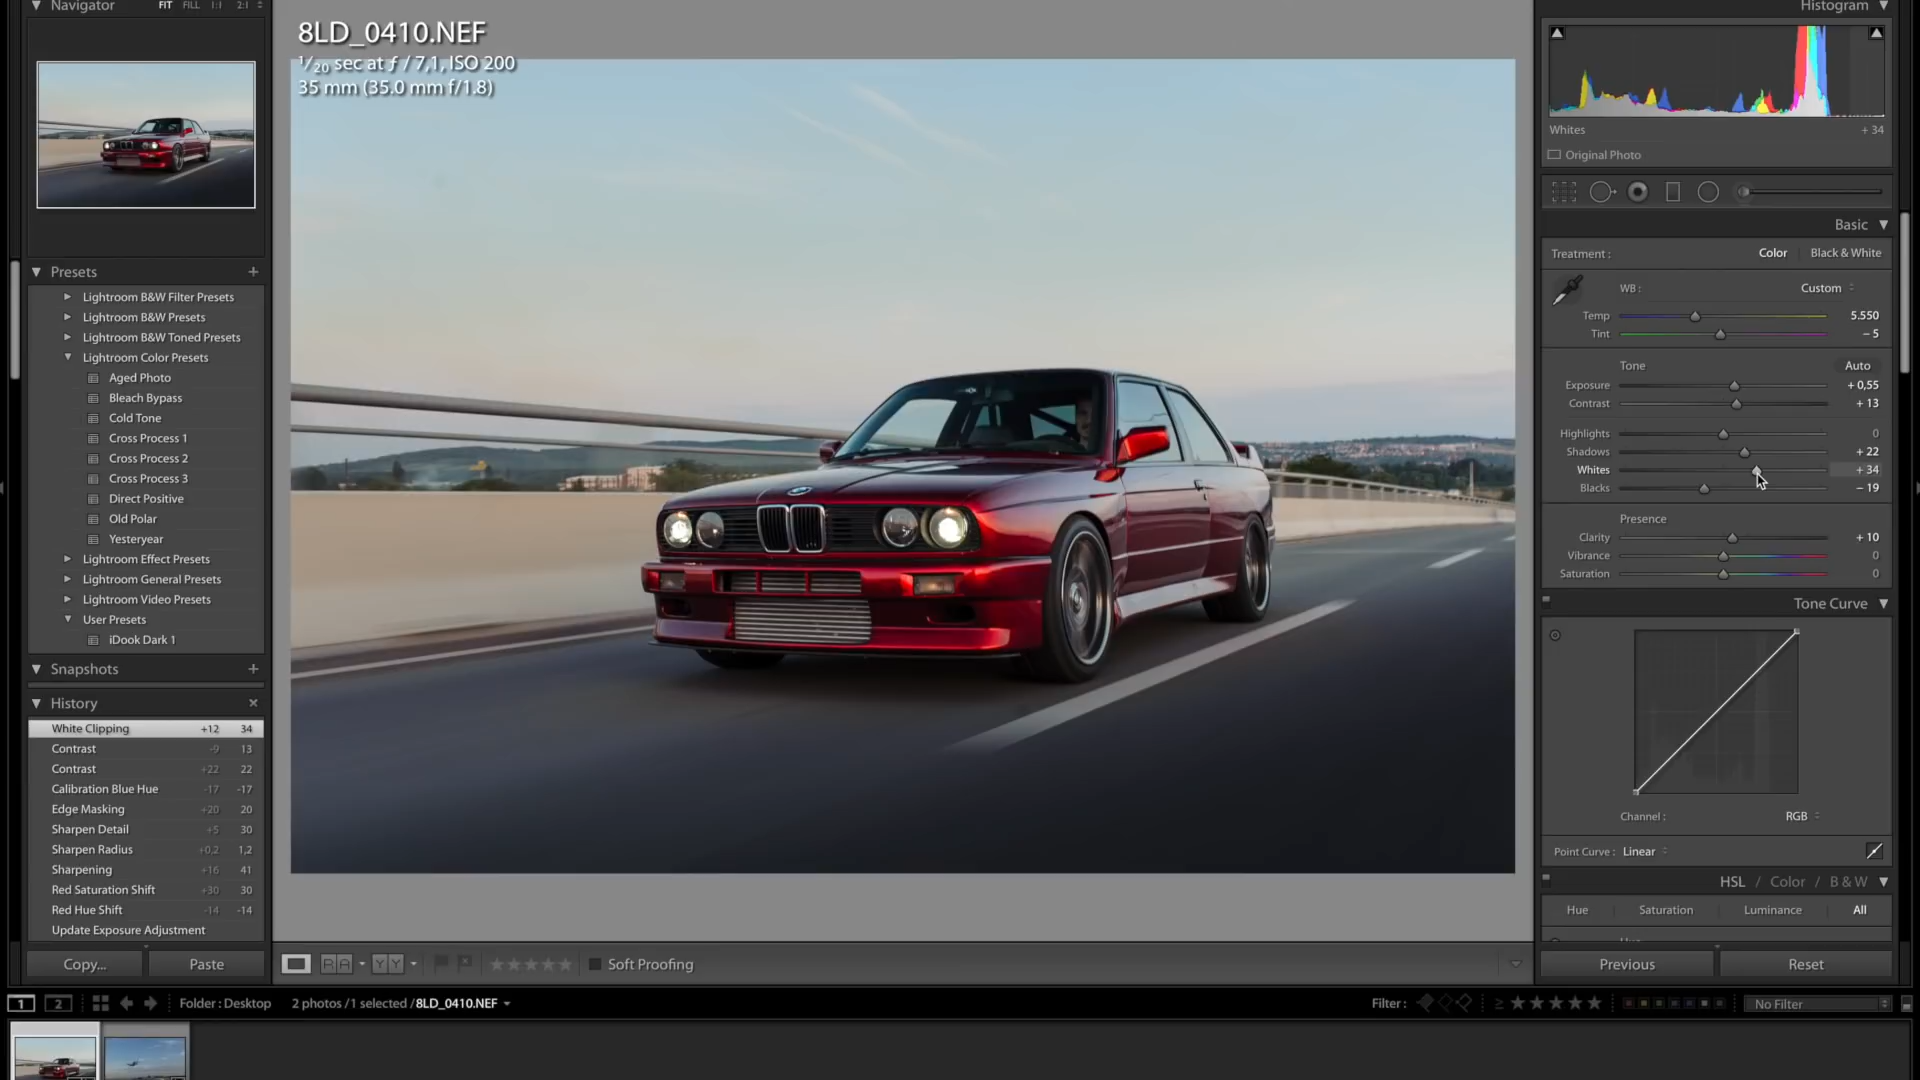 Navigator FIT FILL 1:1 2:1
Presets +
Lightroom B&W Filter Presets
Lightroom B&W Presets
Lightroom B&W Toned Presets
Lightroom Color Presets
Aged Photo
Bleach Bypass
Cold Tone
Cross Process 1
Cross Process 2
Cross Process 3
Direct Positive
Old Polar
Yesteryear
Lightroom Effect Presets
Lightroom General Presets
Lightroom Video Presets
User Presets
iDook Dark 1
Snapshots +
History ×
White Clipping +12 34
Contrast -9 13
Contrast +22 22
Calibration Blue Hue -17 -17
Edge Masking +20 20
Sharpen Detail +5 30
Sharpen Radius +0,2 1,2
Sharpening +16 41
Red Saturation Shift +30 30
Red Hue Shift -14 -14
Update Exposure Adjustment
Copy... Paste
8LD_0410.NEF
1/20 sec at ƒ / 7,1, ISO 200
35 mm (35.0 mm f/1.8)
R A Y Y Soft Proofing
Histogram
Whites + 34
Original Photo
Basic
Treatment : Color Black & White
WB : Custom
Temp 5.550
Tint – 5
Tone Auto
Exposure + 0,55
Contrast + 13
Highlights 0
Shadows + 22
Whites + 34
Blacks – 19
Presence
Clarity + 10
Vibrance 0
Saturation 0
Tone Curve
Channel : RGB
Point Curve : Linear
HSL / Color / B & W
Hue Saturation Luminance All
Previous Reset
1 2 Folder : Desktop 2 photos / 1 selected / 8LD_0410.NEF Filter : ≥ ★★★★★ No Filter